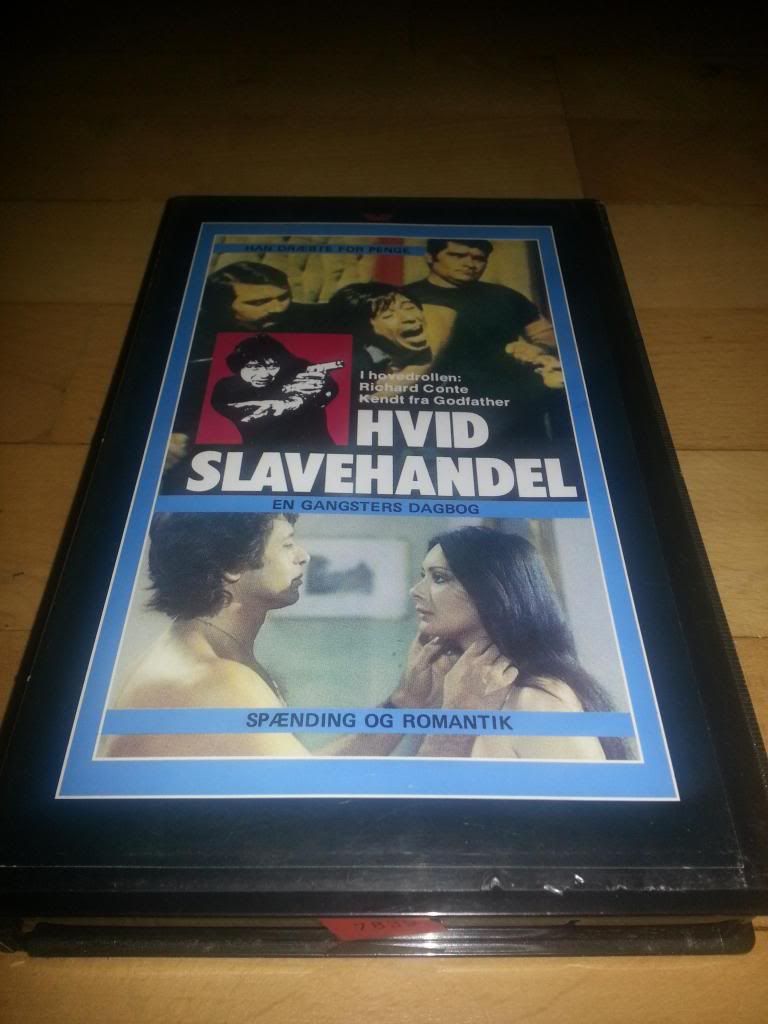 HAN DRÆBTE FOR PENGE
I hovedrollen:
Richard Conte
Kendt fra Godfather
HVID
SLAVEHANDEL
EN GANGSTERS DAGBOG
SPÆNDING OG ROMANTIK